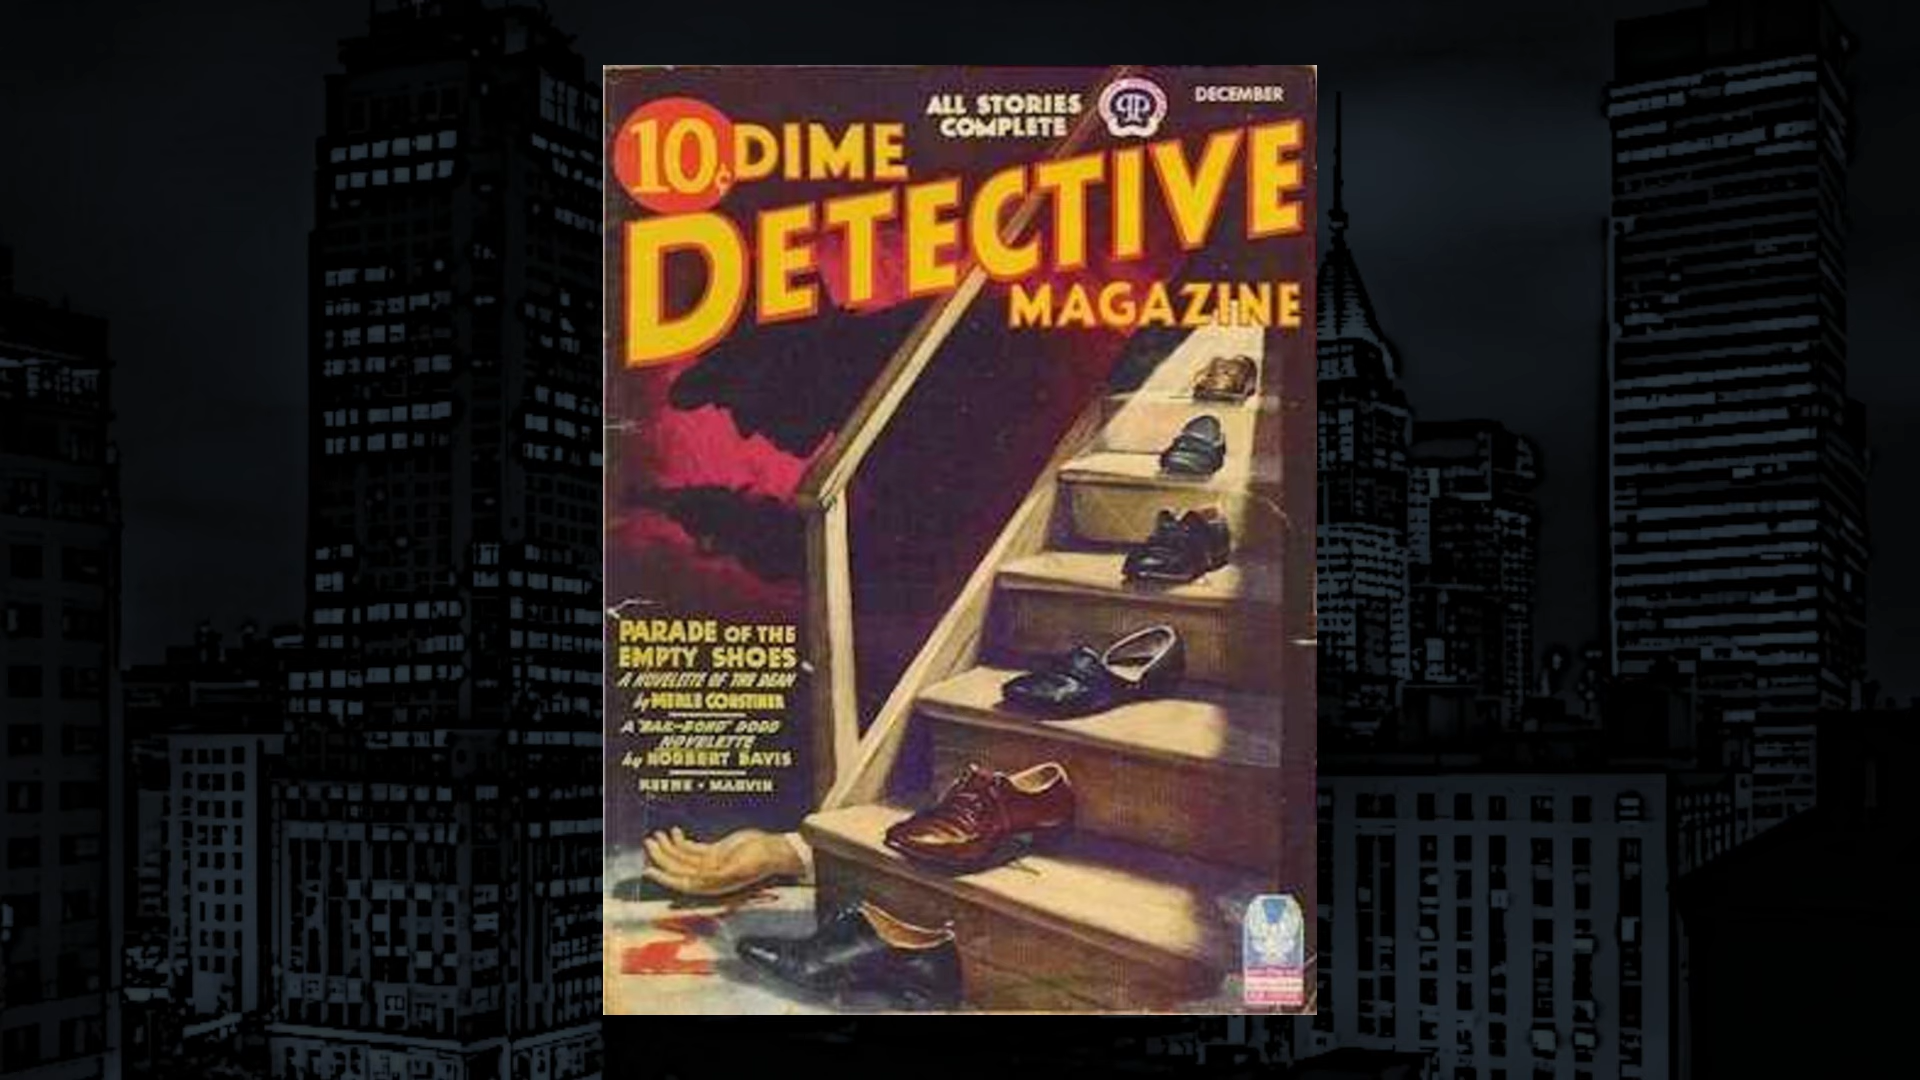 ALL STORIES
COMPLETE
DECEMBER
10¢
DIME
DETECTIVE
MAGAZINE
PARADE OF THE
EMPTY SHOES
A NOVELETTE OF THE DEAN
by MERLE CONSTINER
A "BAIL-BOND" DODD
NOVELETTE
by NORBERT DAVIS
KEENE • MARVIN